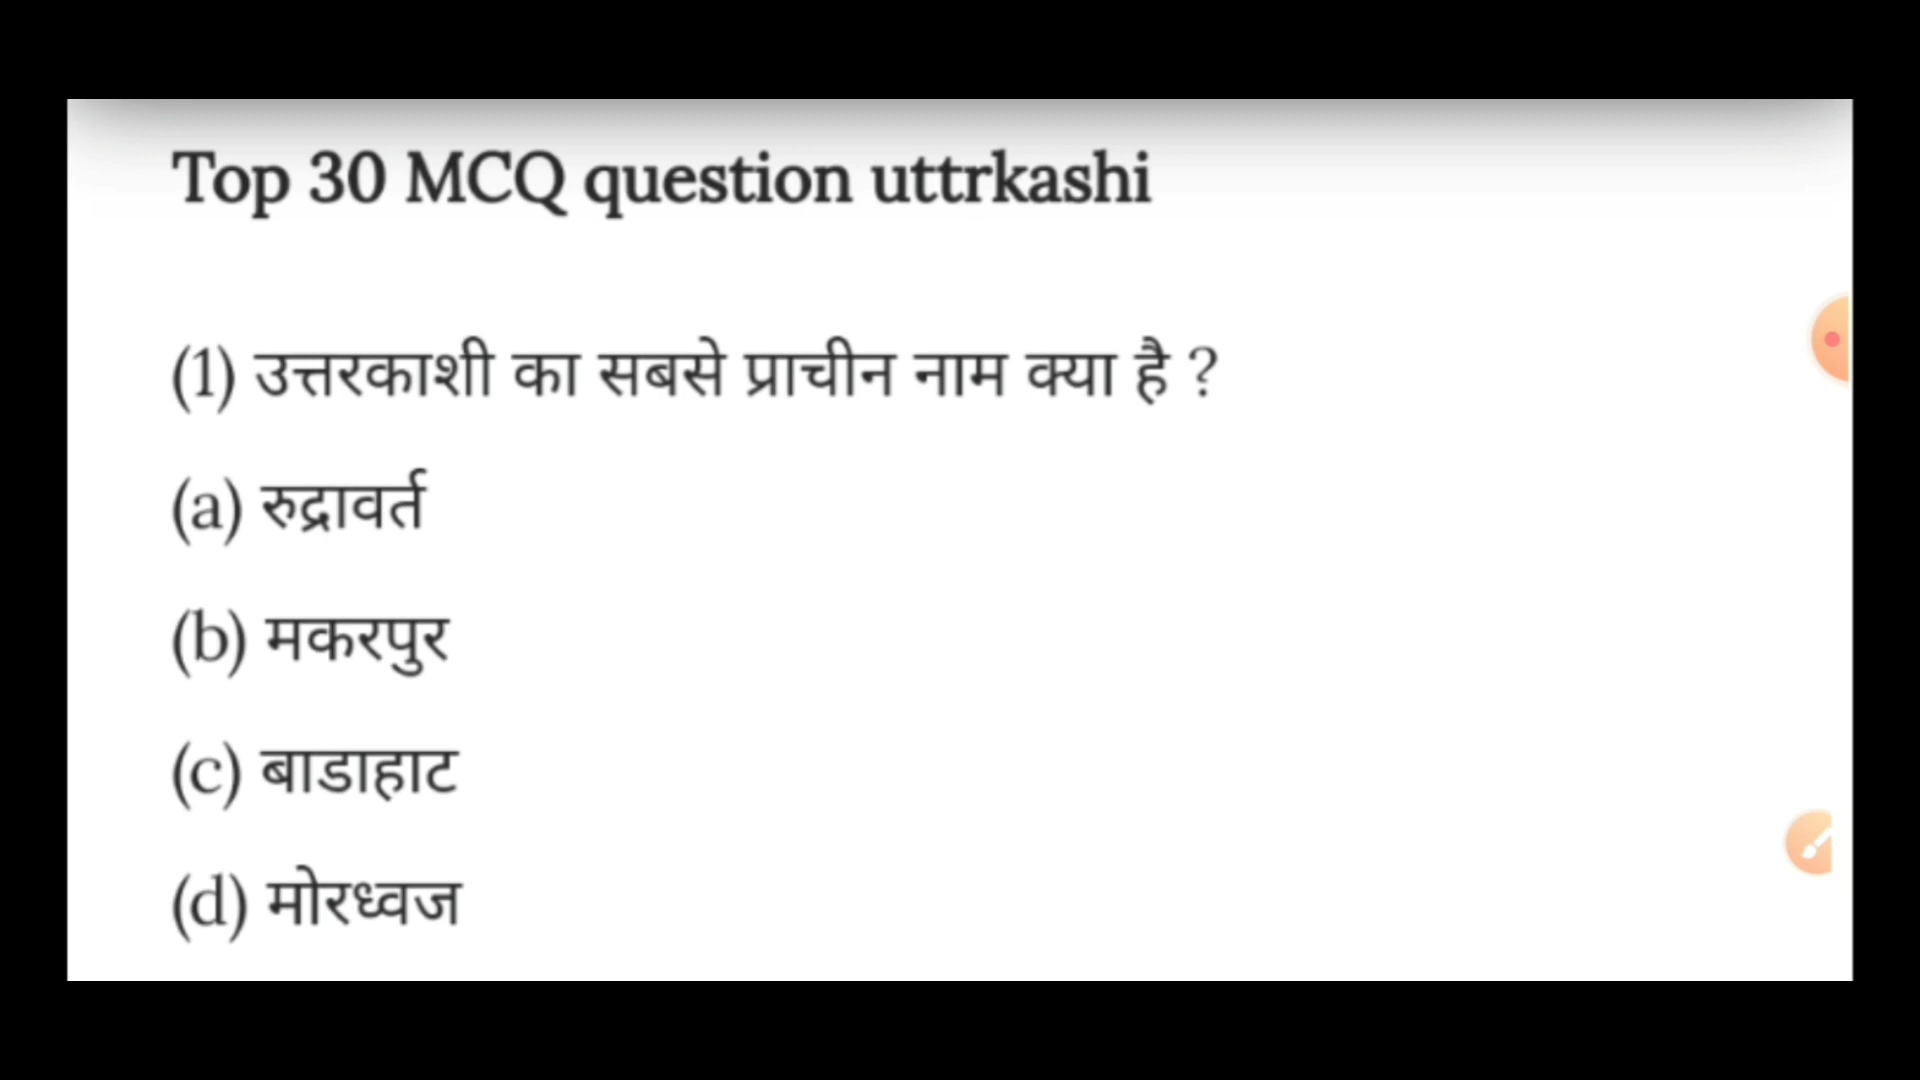 Top 30 MCQ question uttrkashi
(1) उत्तरकाशी का सबसे प्राचीन नाम क्या है ?
(a) रुद्रावर्त
(b) मकरपुर
(c) बाडाहाट
(d) मोरध्वज